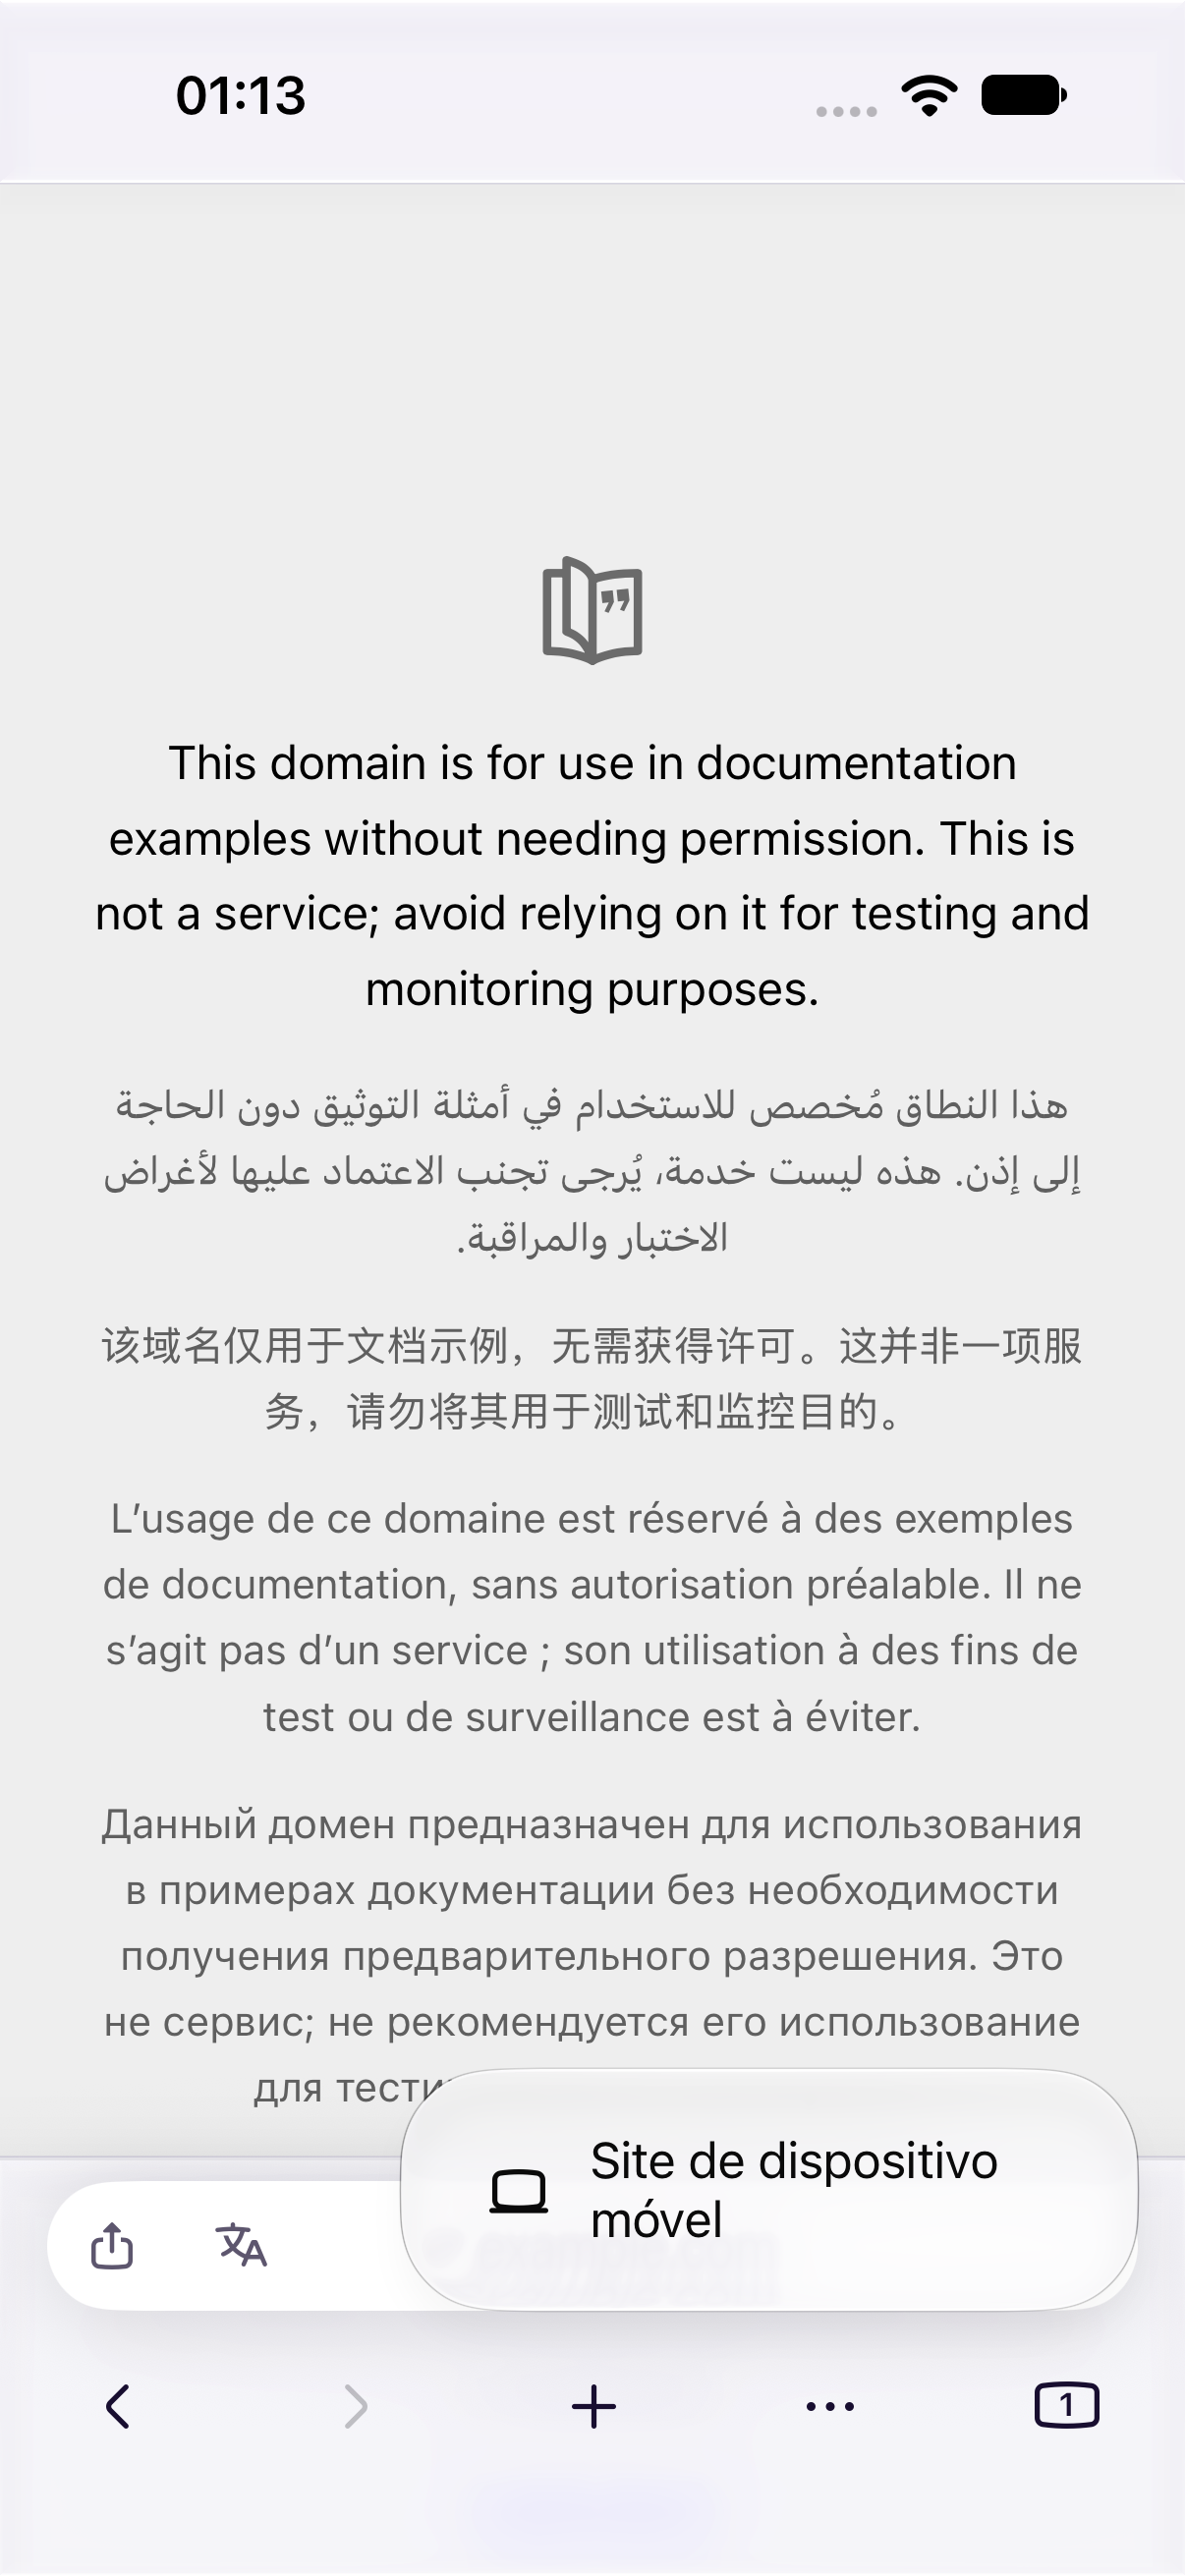 01:13
This domain is for use in documentation
examples without needing permission. This is
not a service; avoid relying on it for testing and
monitoring purposes.
هذا النطاق مُخصص للاستخدام في أمثلة التوثيق دون الحاجة
إلى إذن. هذه ليست خدمة، يُرجى تجنب الاعتماد عليها لأغراض
الاختبار والمراقبة.
该域名仅用于文档示例，无需获得许可。这并非一项服
务，请勿将其用于测试和监控目的。
L’usage de ce domaine est réservé à des exemples
de documentation, sans autorisation préalable. Il ne
s’agit pas d’un service ; son utilisation à des fins de
test ou de surveillance est à éviter.
Данный домен предназначен для использования
в примерах документации без необходимости
получения предварительного разрешения. Это
не сервис; не рекомендуется его использование
для
Site de dispositivo
móvel
example.com
1